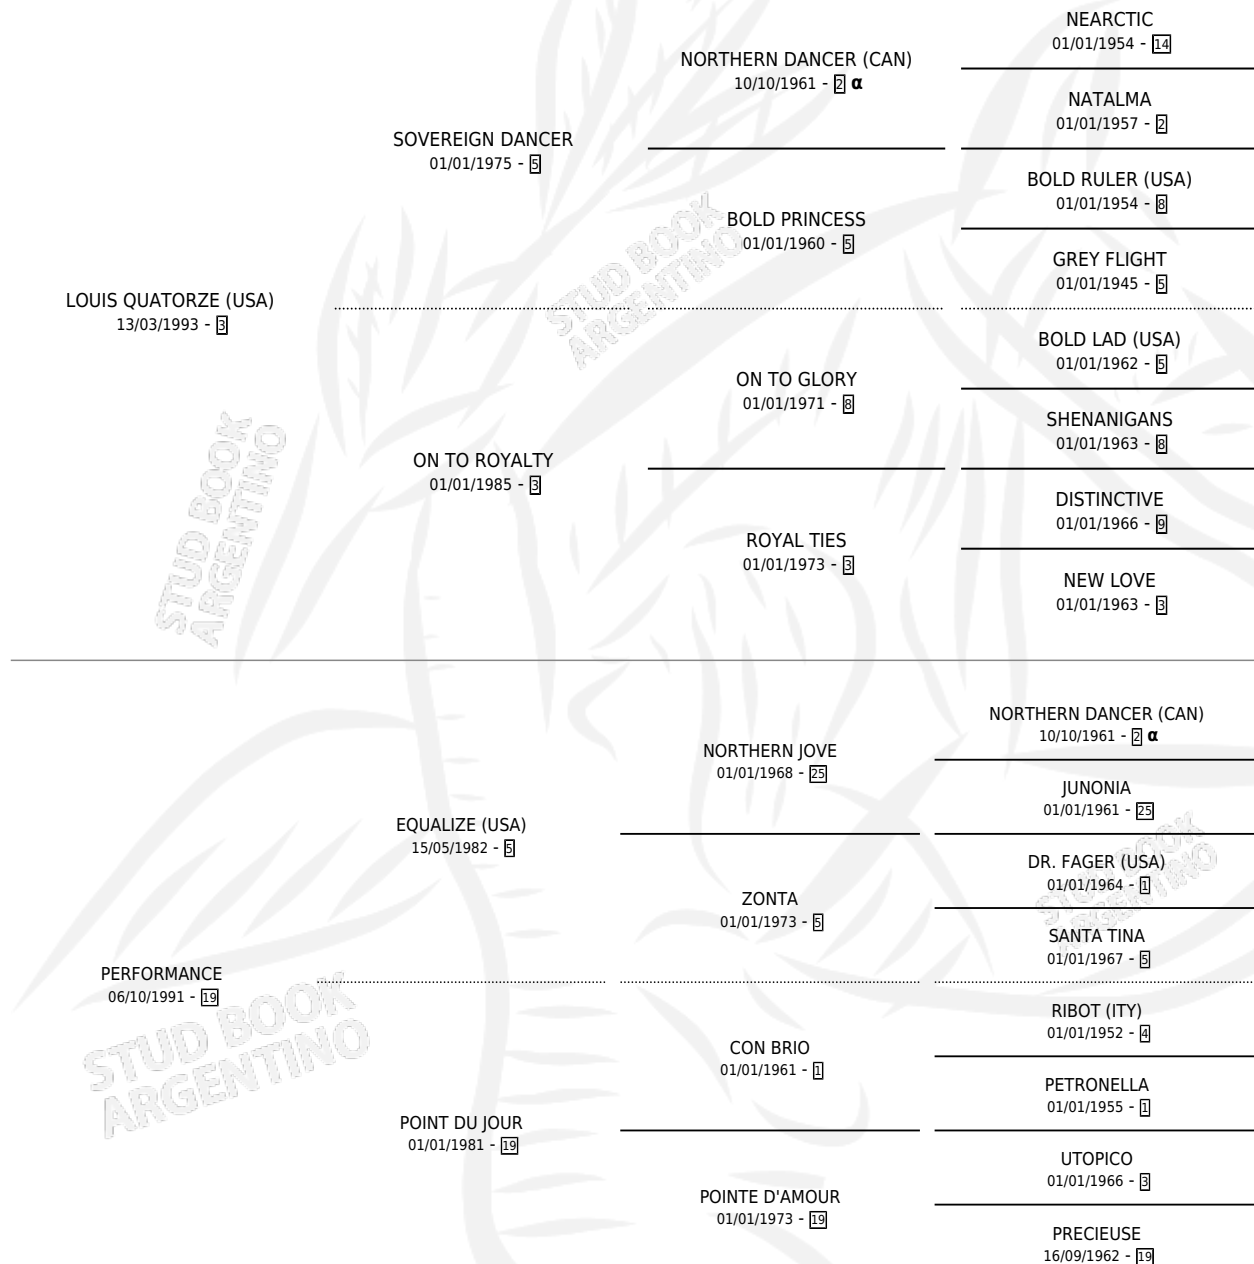 NEARCTIC
01/01/1954 - 14
NORTHERN DANCER (CAN)
10/10/1961 - 2 α
NATALMA
01/01/1957 - 2
SOVEREIGN DANCER
01/01/1975 - 5
BOLD RULER (USA)
01/01/1954 - 8
BOLD PRINCESS
01/01/1960 - 5
GREY FLIGHT
01/01/1945 - 5
LOUIS QUATORZE (USA)
13/03/1993 - 3
BOLD LAD (USA)
01/01/1962 - 5
ON TO GLORY
01/01/1971 - 8
SHENANIGANS
01/01/1963 - 8
ON TO ROYALTY
01/01/1985 - 3
DISTINCTIVE
01/01/1966 - 9
ROYAL TIES
01/01/1973 - 3
NEW LOVE
01/01/1963 - 3
STUD BOOK
ARGENTINO
STUD BOOK
ARGENTINO
NORTHERN DANCER (CAN)
10/10/1961 - 2 α
NORTHERN JOVE
01/01/1968 - 25
JUNONIA
01/01/1961 - 25
EQUALIZE (USA)
15/05/1982 - 5
DR. FAGER (USA)
01/01/1964 - 1
ZONTA
01/01/1973 - 5
SANTA TINA
01/01/1967 - 5
PERFORMANCE
06/10/1991 - 19
RIBOT (ITY)
01/01/1952 - 4
CON BRIO
01/01/1961 - 1
PETRONELLA
01/01/1955 - 1
POINT DU JOUR
01/01/1981 - 19
UTOPICO
01/01/1966 - 3
POINTE D'AMOUR
01/01/1973 - 19
PRECIEUSE
16/09/1962 - 19
STUD BOOK
ARGENTINO
STUD BOOK
ARGENTINO